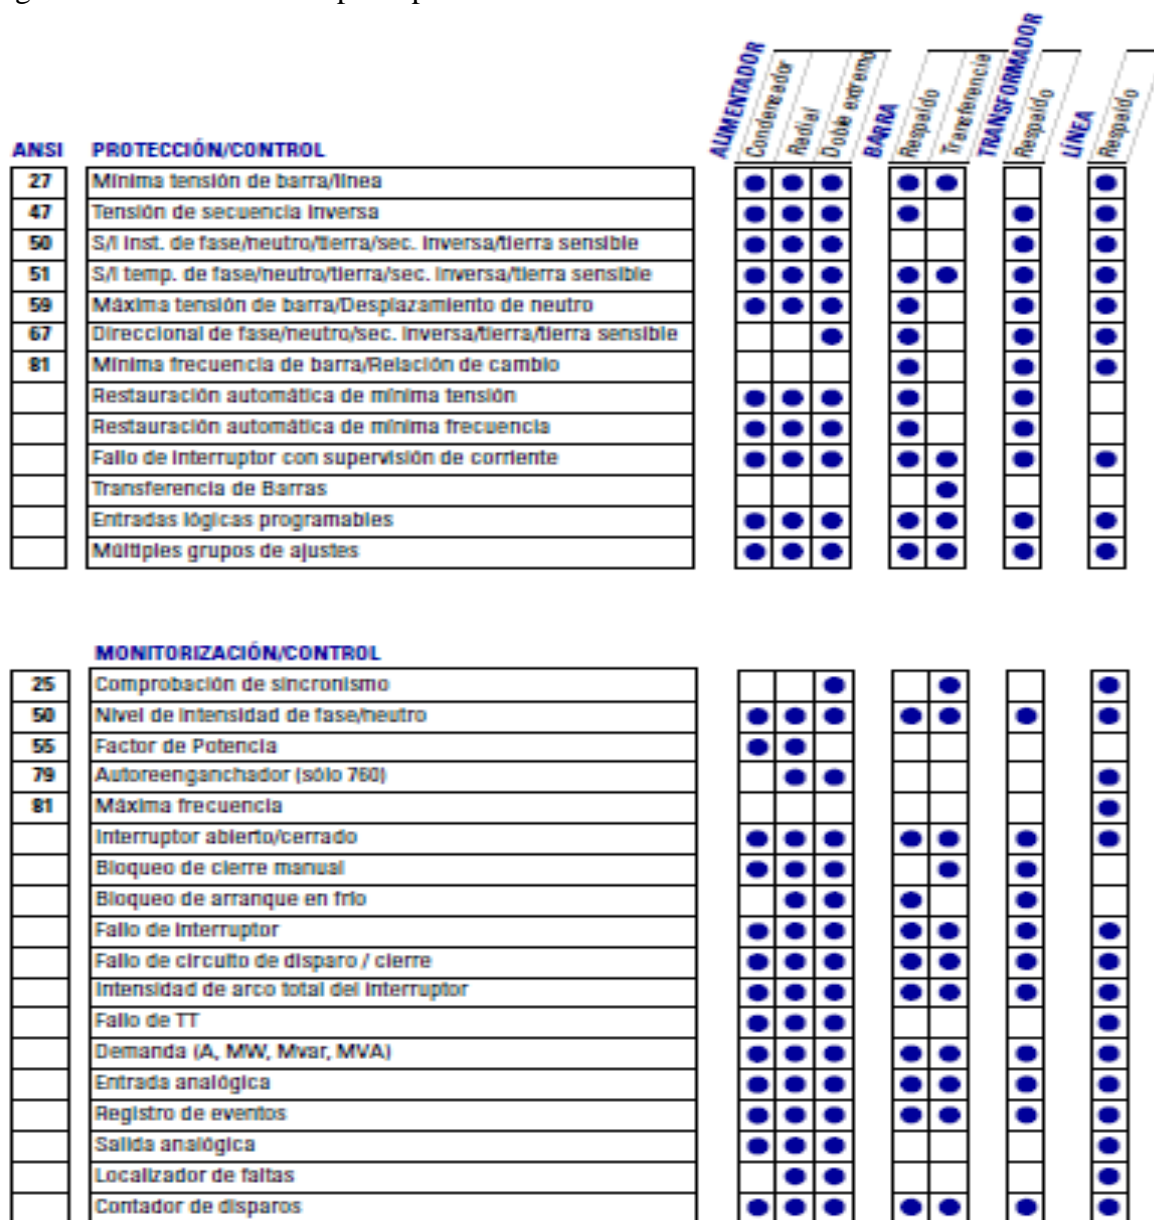 ALIMENTADOR
Condensador
Radial
Doble extremo
BARRA
Respaldo
Transferencia
TRANSFORMADOR
Respaldo
LÍNEA
Respaldo
ANSI PROTECCIÓN/CONTROL
27 Mínima tensión de barra/línea
47 Tensión de secuencia inversa
50 S/I inst. de fase/neutro/tierra/sec. inversa/tierra sensible
51 S/I temp. de fase/neutro/tierra/sec. inversa/tierra sensible
59 Máxima tensión de barra/Desplazamiento de neutro
67 Direccional de fase/neutro/sec. inversa/tierra/tierra sensible
81 Mínima frecuencia de barra/Relación de cambio
Restauración automática de mínima tensión
Restauración automática de mínima frecuencia
Fallo de interruptor con supervisión de corriente
Transferencia de Barras
Entradas lógicas programables
Múltiples grupos de ajustes
MONITORIZACIÓN/CONTROL
25 Comprobación de sincronismo
50 Nivel de intensidad de fase/neutro
55 Factor de Potencia
79 Autoreenganchador (sólo 760)
81 Máxima frecuencia
Interruptor abierto/cerrado
Bloqueo de cierre manual
Bloqueo de arranque en frío
Fallo de interruptor
Fallo de circuito de disparo / cierre
Intensidad de arco total del interruptor
Fallo de TT
Demanda (A, MW, Mvar, MVA)
Entrada analógica
Registro de eventos
Salida analógica
Localizador de faltas
Contador de disparos